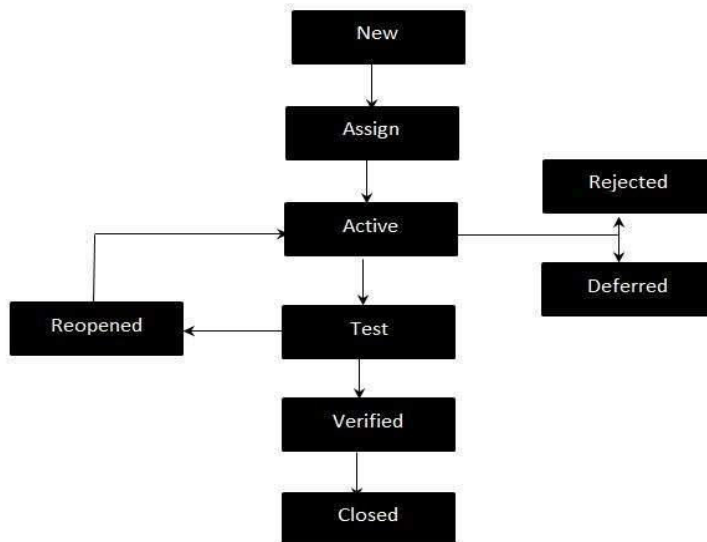 New
Assign
Rejected
Active
Deferred
Reopened
Test
Verified
Closed